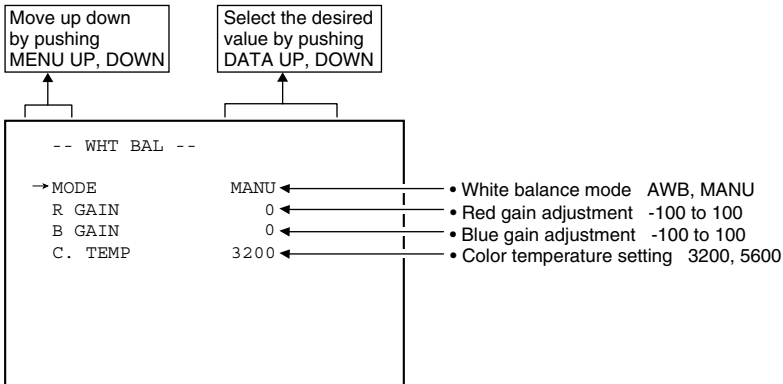 Move up down
by pushing
MENU UP, DOWN
Select the desired
value by pushing
DATA UP, DOWN
-- WHT BAL --
→MODE MANU • White balance mode AWB, MANU
R GAIN 0 • Red gain adjustment -100 to 100
B GAIN 0 • Blue gain adjustment -100 to 100
C. TEMP 3200 • Color temperature setting 3200, 5600